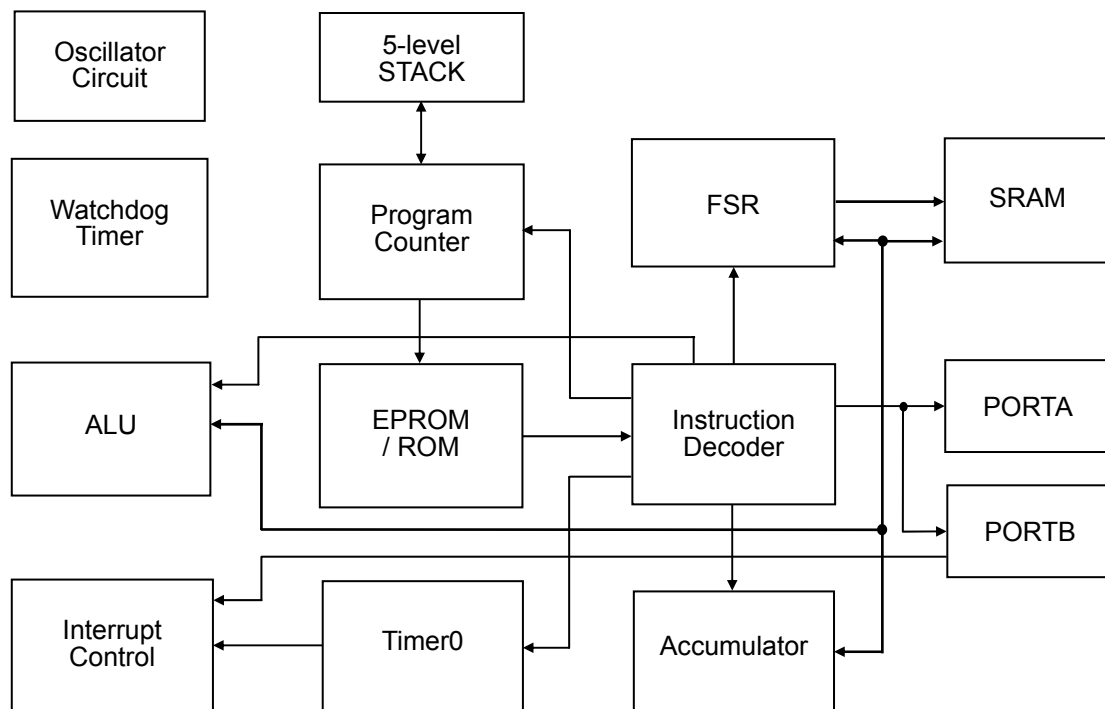 Oscillator
Circuit
5-level
STACK
Watchdog
Timer
Program
Counter
FSR
SRAM
ALU
EPROM
/ ROM
Instruction
Decoder
PORTA
PORTB
Interrupt
Control
Timer0
Accumulator